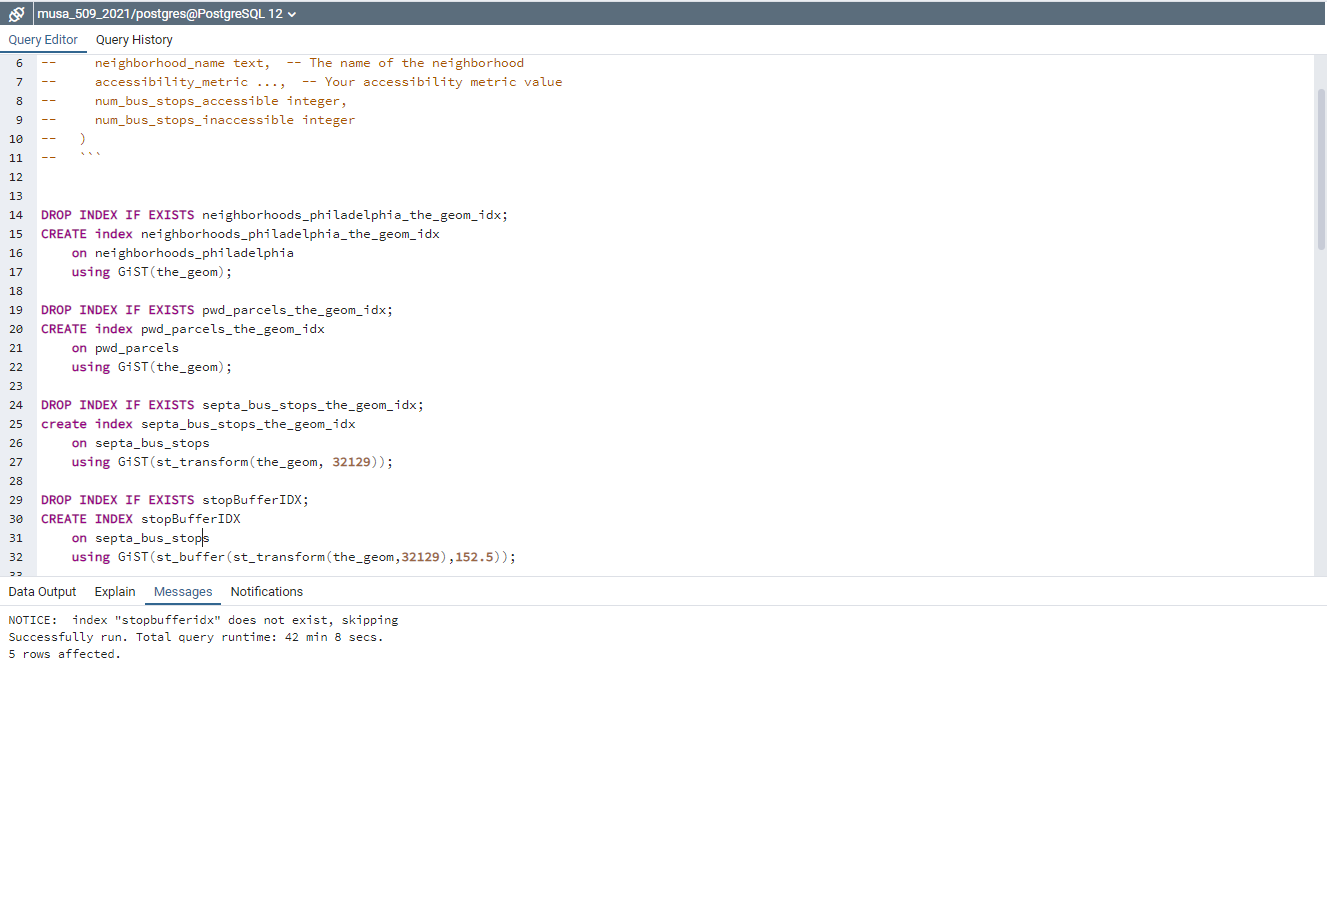 musa_509_2021/postgres@PostgreSQL 12
Query Editor Query History
6 -- neighborhood_name text, -- The name of the neighborhood
7 -- accessibility_metric ..., -- Your accessibility metric value
8 -- num_bus_stops_accessible integer,
9 -- num_bus_stops_inaccessible integer
10 -- )
11 -- ```
12
13
14 DROP INDEX IF EXISTS neighborhoods_philadelphia_the_geom_idx;
15 CREATE index neighborhoods_philadelphia_the_geom_idx
16 on neighborhoods_philadelphia
17 using GiST(the_geom);
18
19 DROP INDEX IF EXISTS pwd_parcels_the_geom_idx;
20 CREATE index pwd_parcels_the_geom_idx
21 on pwd_parcels
22 using GiST(the_geom);
23
24 DROP INDEX IF EXISTS septa_bus_stops_the_geom_idx;
25 create index septa_bus_stops_the_geom_idx
26 on septa_bus_stops
27 using GiST(st_transform(the_geom, 32129));
28
29 DROP INDEX IF EXISTS stopBufferIDX;
30 CREATE INDEX stopBufferIDX
31 on septa_bus_stops
32 using GiST(st_buffer(st_transform(the_geom,32129),152.5));
33
Data Output Explain Messages Notifications
NOTICE: index "stopbufferidx" does not exist, skipping
Successfully run. Total query runtime: 42 min 8 secs.
5 rows affected.